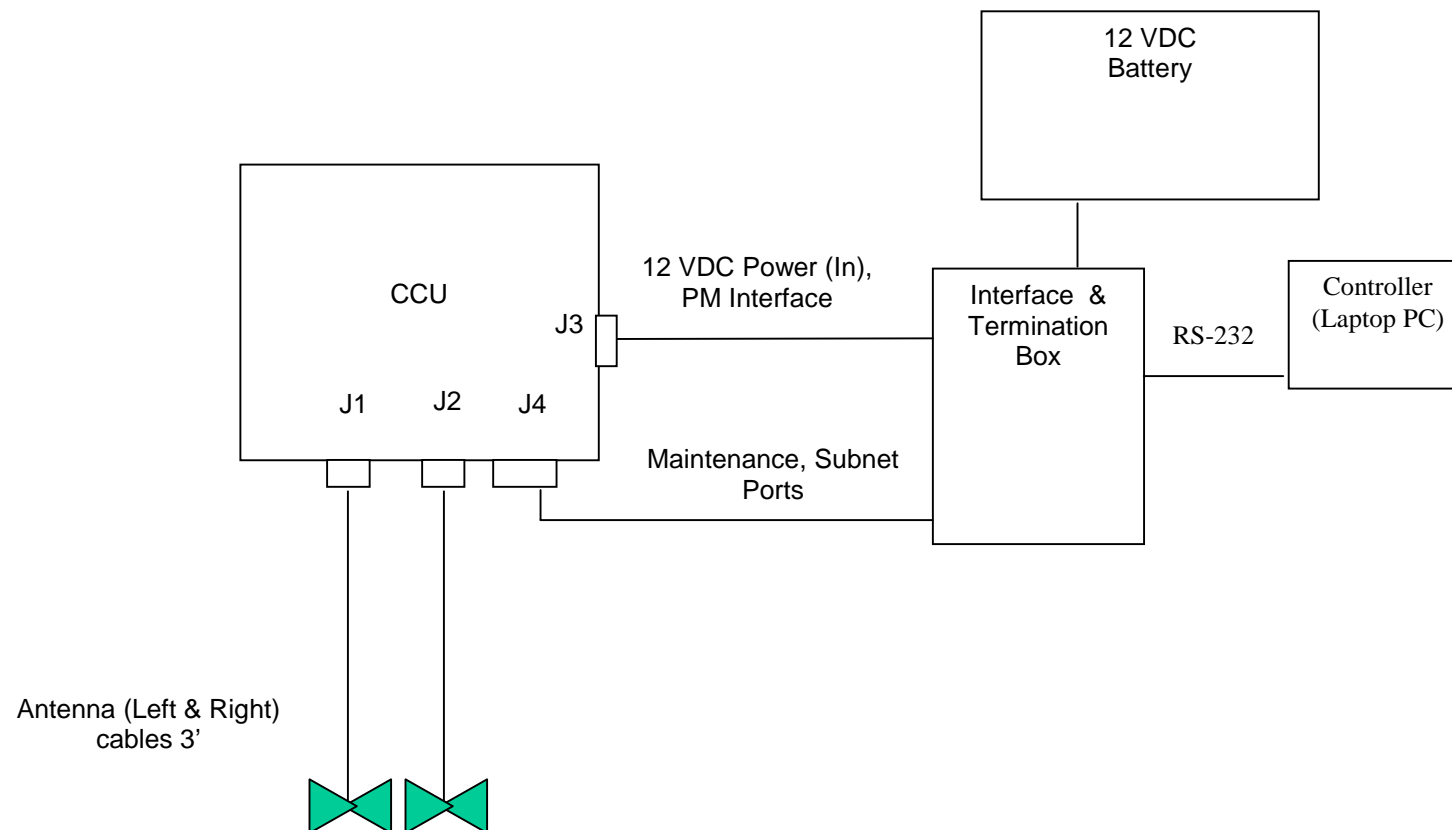 12 VDC
Battery
CCU
J3
J1
J2
J4
12 VDC Power (In),
PM Interface
Interface &
Termination
Box
RS-232
Controller
(Laptop PC)
Maintenance, Subnet
Ports
Antenna (Left & Right)
cables 3’